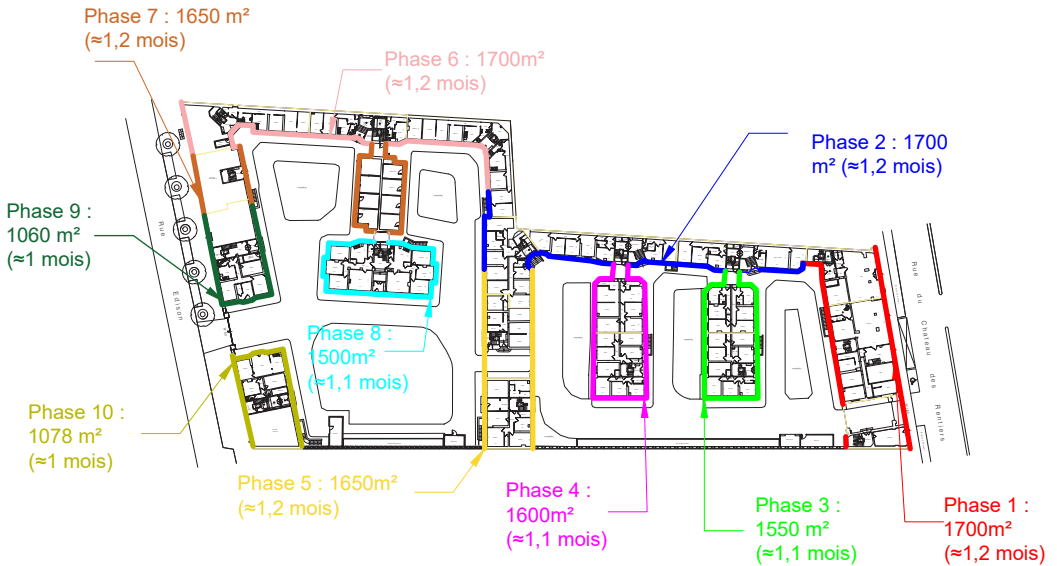 Phase 7 : 1650 m²
(≈1,2 mois)
Phase 6 : 1700m²
(≈1,2 mois)
Phase 2 : 1700
m² (≈1,2 mois)
Phase 9 :
1060 m²
(≈1 mois)
Rue Edison
Rue du Chateau des Rentiers
Phase 8 :
1500m²
(≈1,1 mois)
Phase 10 :
1078 m²
(≈1 mois)
Phase 5 : 1650m²
(≈1,2 mois)
Phase 4 :
1600m²
(≈1,1 mois)
Phase 3 :
1550 m²
(≈1,1 mois)
Phase 1 :
1700m²
(≈1,2 mois)